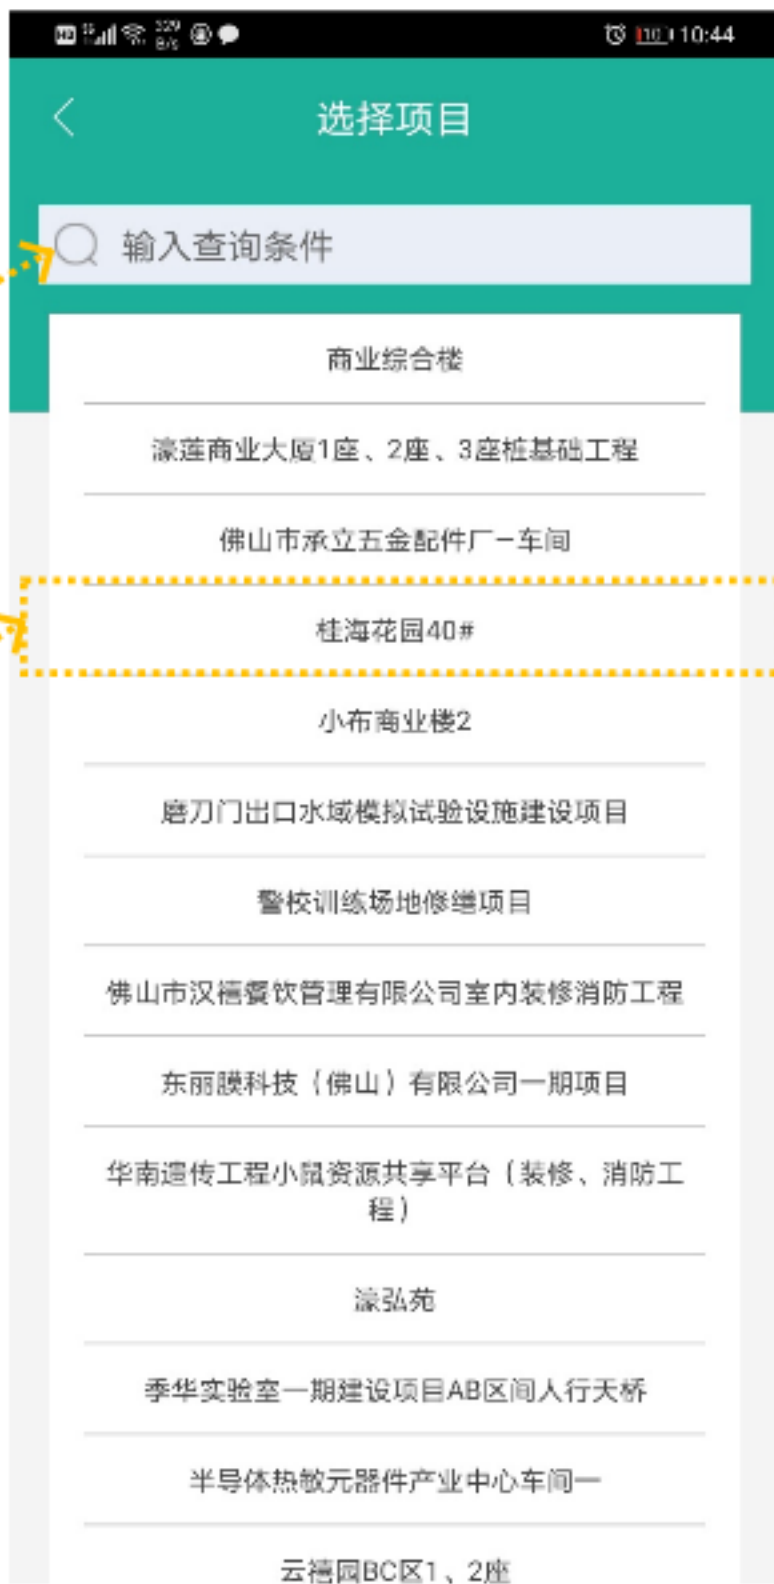 10:44
选择项目
输入查询条件
商业综合楼
濠莲商业大厦1座、2座、3座桩基础工程
佛山市承立五金配件厂-车间
桂海花园40#
小布商业楼2
磨刀门出口水域模拟试验设施建设项目
警校训练场地修缮项目
佛山市汉禧餐饮管理有限公司室内装修消防工程
东丽膜科技（佛山）有限公司一期项目
华南遗传工程小鼠资源共享平台（装修、消防工
程）
濠弘苑
季华实验室一期建设项目AB区间人行天桥
半导体热敏元器件产业中心车间一
云禧园BC区1、2座